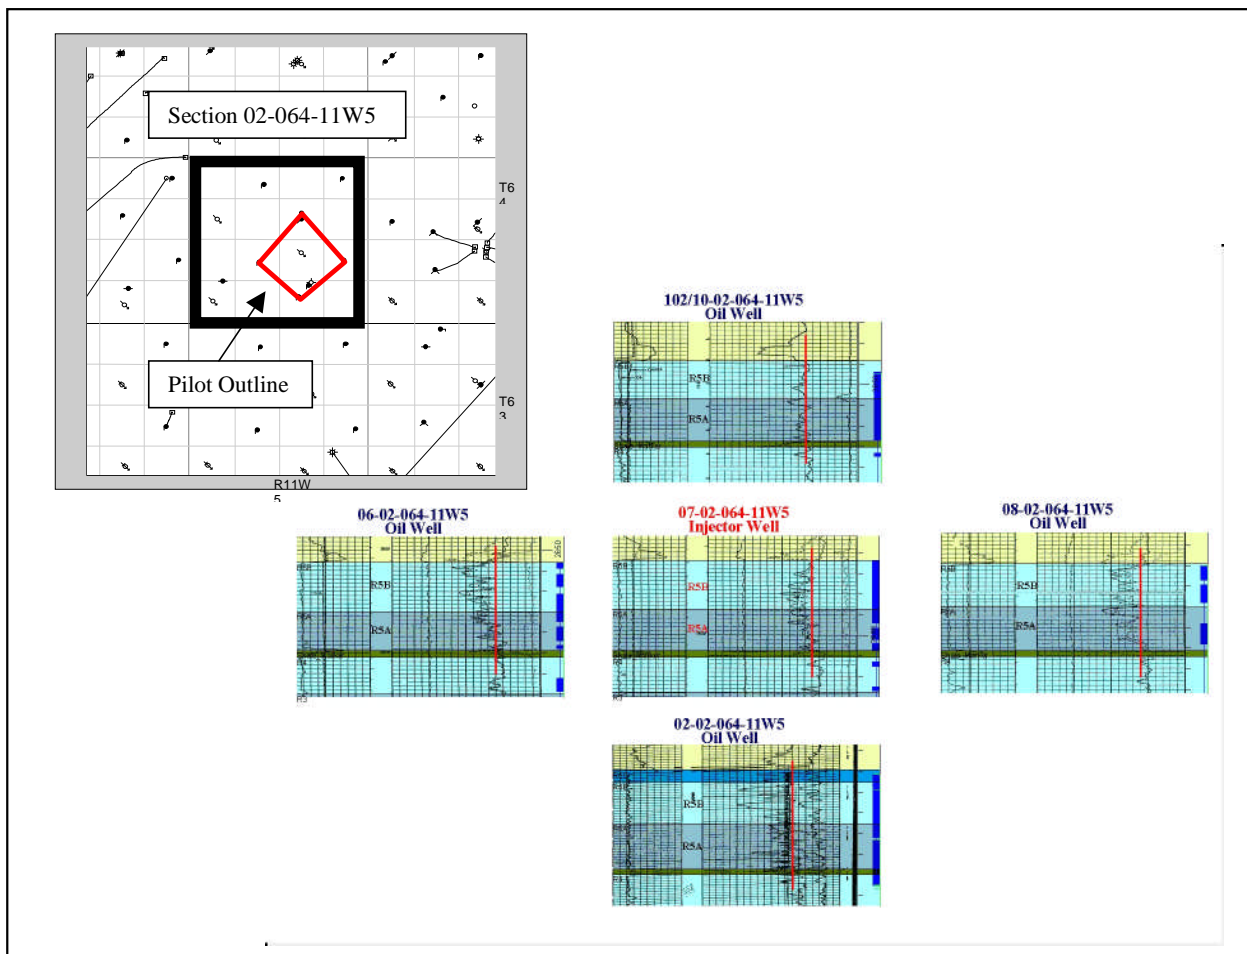 Section 02-064-11W5
T6
4
Pilot Outline
T6
3
R11W
5
102/10-02-064-11W5
Oil Well
R5B
R5A
06-02-064-11W5
Oil Well
2650
R5B
R5A
07-02-064-11W5
Injector Well
R5B
R5A
08-02-064-11W5
Oil Well
R5B
R5A
02-02-064-11W5
Oil Well
R5B
R5A